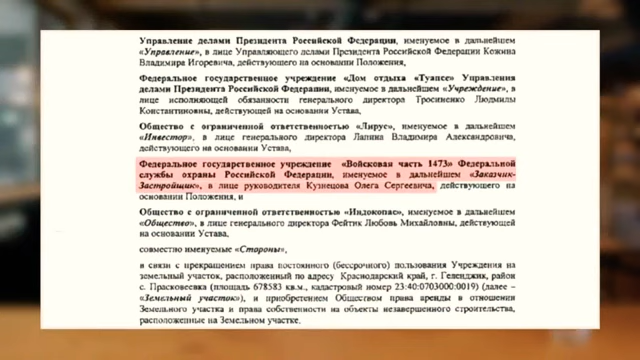 Управление делами Президента Российской Федерации, именуемое в дальнейшем
«Управление», в лице Управляющего делами Президента Российской Федерации Кожина
Владимира Игоревича, действующего на основании Положения,
Федеральное государственное учреждение «Дом отдыха «Туапсе» Управления
делами Президента Российской Федерации, именуемое в дальнейшем «Учреждение», в
лице исполняющей обязанности генерального директора Тросиненко Людмилы
Константиновны, действующей на основании Устава,
Общество с ограниченной ответственностью «Лирус», именуемое в дальнейшем
«Инвестор», в лице генерального директора Лапина Владимира Александровича,
действующего на основании Устава,
Федеральное государственное учреждение «Войсковая часть 1473» Федеральной
службы охраны Российской Федерации, именуемое в дальнейшем «Заказчик-
Застройщик», в лице руководителя Кузнецова Олега Сергеевича, действующего на
основании Положения, и
Общество с ограниченной ответственностью «Индокопас», именуемое в дальнейшем
«Общество», в лице генерального директора Фейтик Любовь Михайловны, действующей
на основании Устава,
совместно именуемые «Стороны»,
в связи с прекращением права постоянного (бессрочного) пользования Учреждения на
земельный участок, расположенный по адресу Краснодарский край, г. Геленджик, район
с. Прасковеевка (площадь 678583 кв.м., кадастровый номер 23:40:0703000:0019) (далее –
«Земельный участок»), и приобретением Обществом права аренды в отношении
Земельного участка и права собственности на объекты незавершенного строительства,
расположенные на Земельном участке.